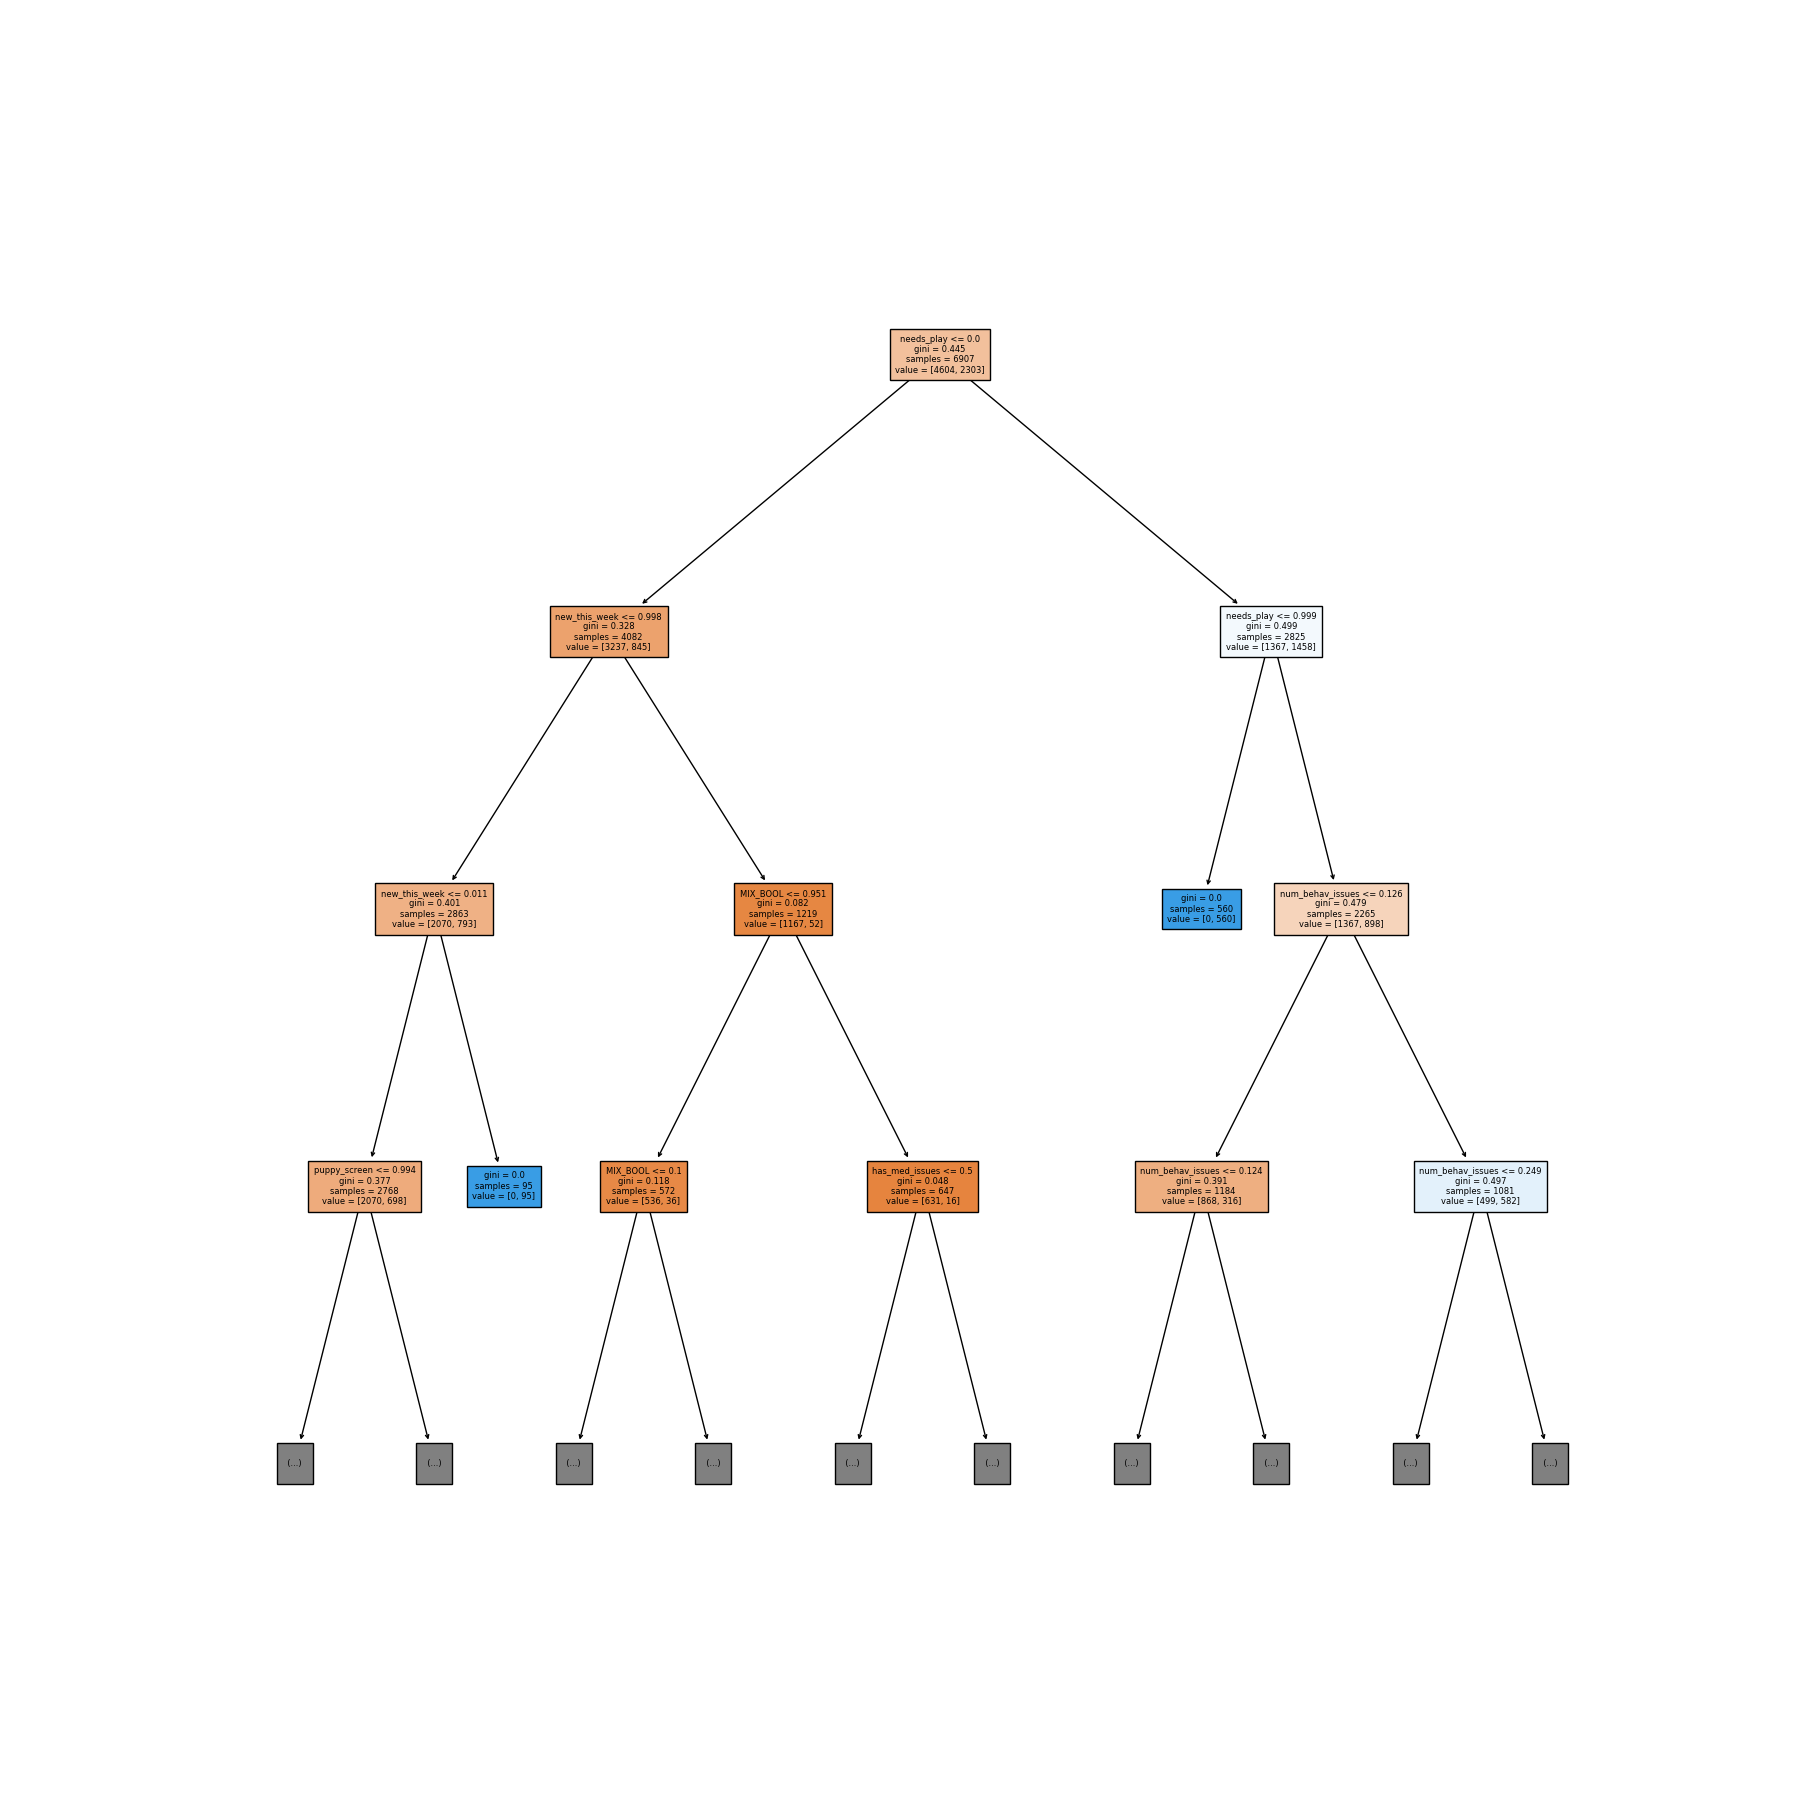 needs_play <= 0.0
gini = 0.445
samples = 6907
value = [4604, 2303]
new_this_week <= 0.998
gini = 0.328
samples = 4082
value = [3237, 845]
needs_play <= 0.999
gini = 0.499
samples = 2825
value = [1367, 1458]
new_this_week <= 0.011
gini = 0.401
samples = 2863
value = [2070, 793]
MIX_BOOL <= 0.951
gini = 0.082
samples = 1219
value = [1167, 52]
gini = 0.0
samples = 560
value = [0, 560]
num_behav_issues <= 0.126
gini = 0.479
samples = 2265
value = [1367, 898]
puppy_screen <= 0.994
gini = 0.377
samples = 2768
value = [2070, 698]
gini = 0.0
samples = 95
value = [0, 95]
MIX_BOOL <= 0.1
gini = 0.118
samples = 572
value = [536, 36]
has_med_issues <= 0.5
gini = 0.048
samples = 647
value = [631, 16]
num_behav_issues <= 0.124
gini = 0.391
samples = 1184
value = [868, 316]
num_behav_issues <= 0.249
gini = 0.497
samples = 1081
value = [499, 582]
(...)
(...)
(...)
(...)
(...)
(...)
(...)
(...)
(...)
(...)